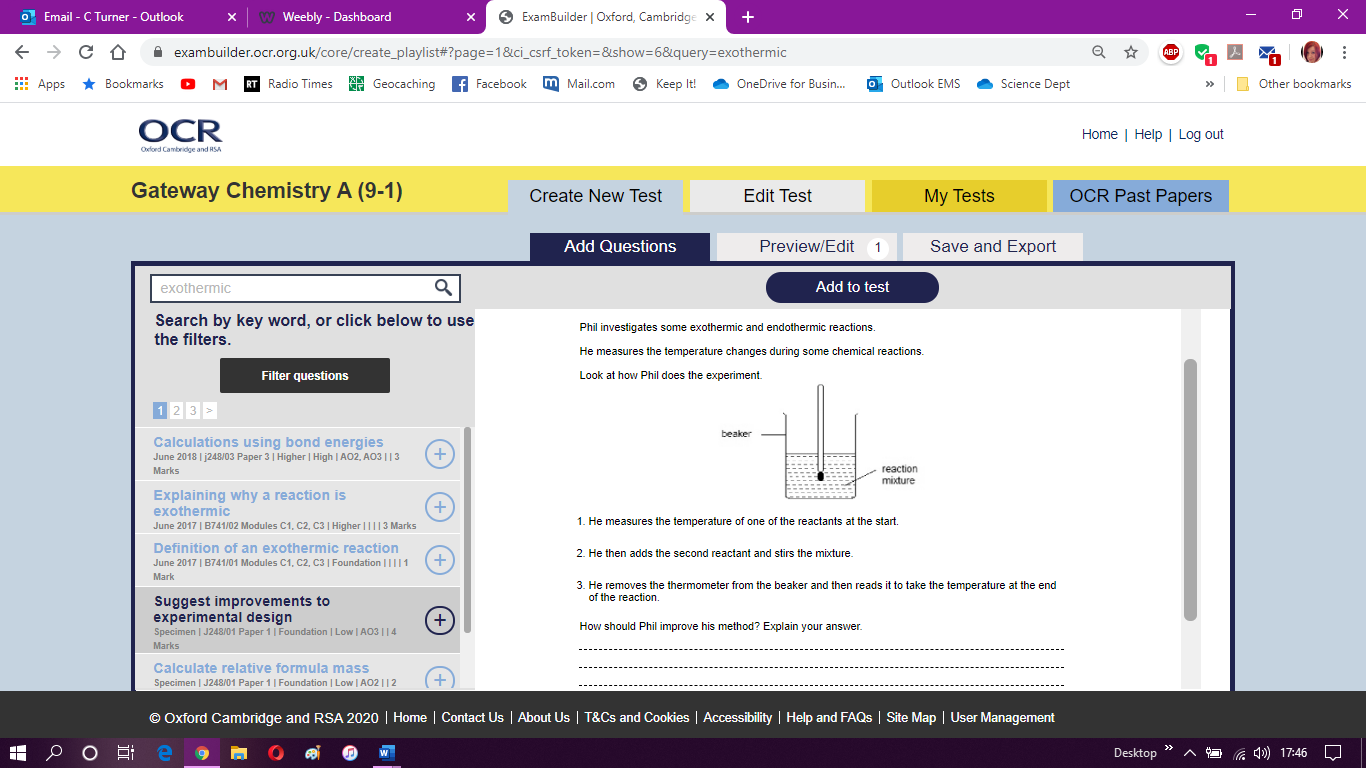 Email - C Turner - Outlook
Weebly - Dashboard
ExamBuilder | Oxford, Cambridge
exambuilder.ocr.org.uk/core/create_playlist#?page=1&ci_csrf_token=&show=6&query=exothermic
ABP
1
1
Apps
Bookmarks
RT Radio Times
Geocaching
Facebook
Mail.com
Keep It!
OneDrive for Busin...
Outlook EMS
Science Dept
»
Other bookmarks
OCR
Oxford Cambridge and RSA
Home | Help | Log out
Gateway Chemistry A (9-1)
Create New Test
Edit Test
My Tests
OCR Past Papers
Add Questions
Preview/Edit 1
Save and Export
exothermic
Add to test
Search by key word, or click below to use
the filters.
Filter questions
1 2 3 >
Calculations using bond energies
June 2018 | j248/03 Paper 3 | Higher | High | AO2, AO3 | | 3
Marks
Explaining why a reaction is
exothermic
June 2017 | B741/02 Modules C1, C2, C3 | Higher | | | | 3 Marks
Definition of an exothermic reaction
June 2017 | B741/01 Modules C1, C2, C3 | Foundation | | | | 1
Mark
Suggest improvements to
experimental design
Specimen | J248/01 Paper 1 | Foundation | Low | AO3 | | 4
Marks
Calculate relative formula mass
Specimen | J248/01 Paper 1 | Foundation | Low | AO2 | | 2
Phil investigates some exothermic and endothermic reactions.
He measures the temperature changes during some chemical reactions.
Look at how Phil does the experiment.
beaker
reaction
mixture
1. He measures the temperature of one of the reactants at the start.
2. He then adds the second reactant and stirs the mixture.
3. He removes the thermometer from the beaker and then reads it to take the temperature at the end
of the reaction.
How should Phil improve his method? Explain your answer.
© Oxford Cambridge and RSA 2020 | Home | Contact Us | About Us | T&Cs and Cookies | Accessibility | Help and FAQs | Site Map | User Management
Desktop
»
17:46